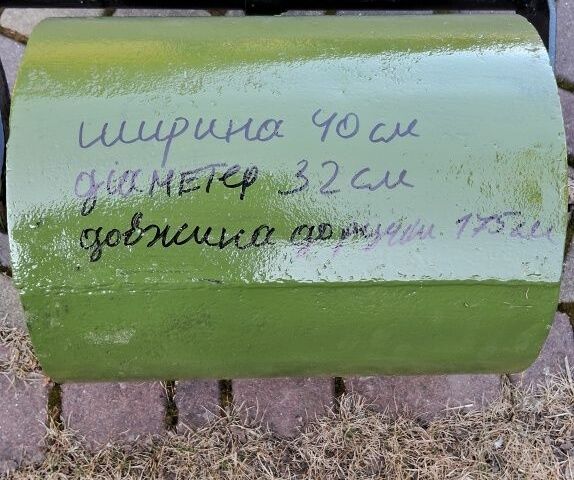 ширина 40 см
діаметер 32 см
довжина до ручки 175 см